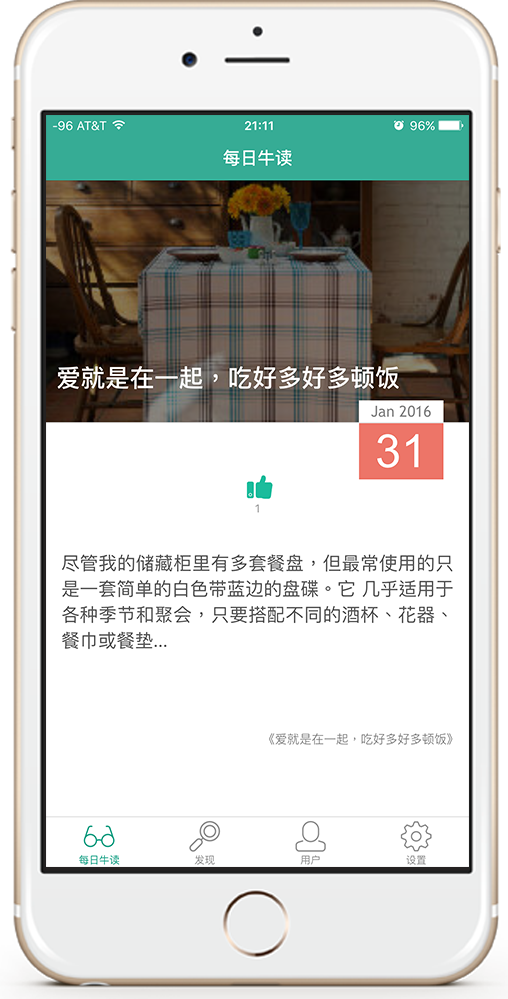 -96 AT&T 21:11 96%
每日牛读
爱就是在一起，吃好多好多顿饭
Jan 2016
31
1
尽管我的储藏柜里有多套餐盘，但最常使用的只
是一套简单的白色带蓝边的盘碟。它 几乎适用于
各种季节和聚会，只要搭配不同的酒杯、花器、
餐巾或餐垫...
《爱就是在一起，吃好多好多顿饭》
每日牛读 发现 用户 设置